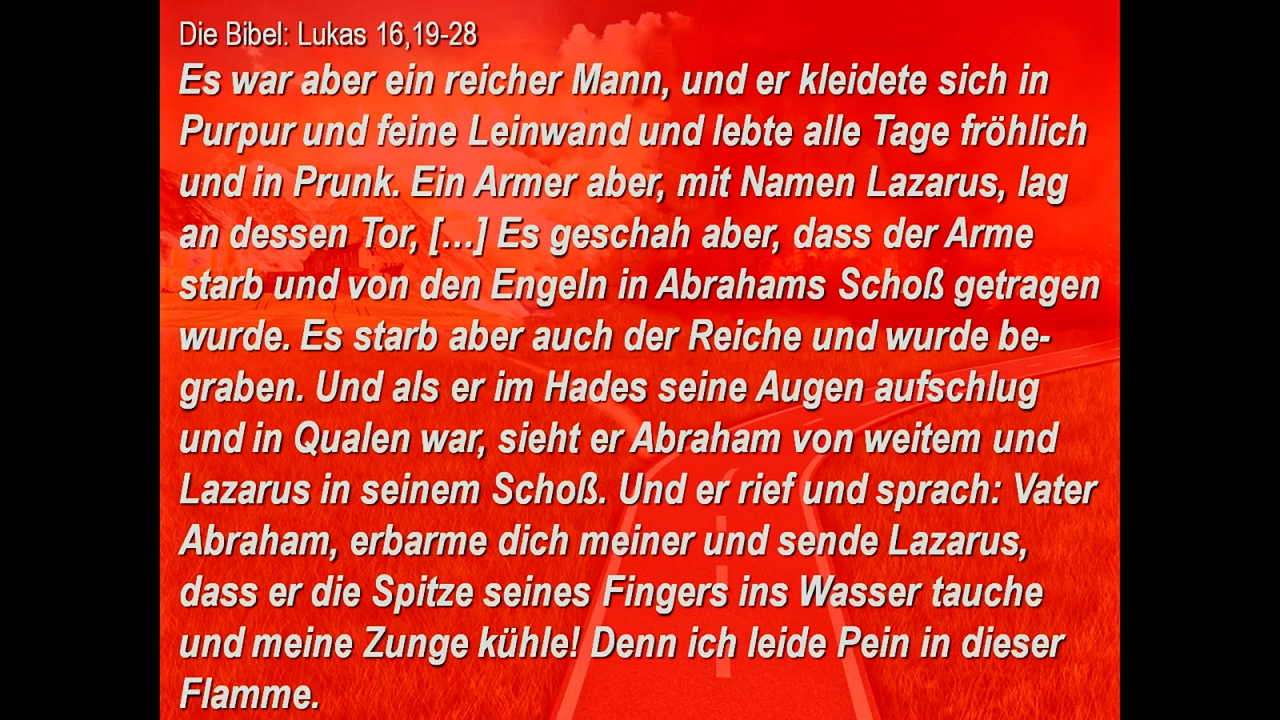 Die Bibel: Lukas 16,19-28
Es war aber ein reicher Mann, und er kleidete sich in
Purpur und feine Leinwand und lebte alle Tage fröhlich
und in Prunk. Ein Armer aber, mit Namen Lazarus, lag
an dessen Tor, [...] Es geschah aber, dass der Arme
starb und von den Engeln in Abrahams Schoß getragen
wurde. Es starb aber auch der Reiche und wurde be-
graben. Und als er im Hades seine Augen aufschlug
und in Qualen war, sieht er Abraham von weitem und
Lazarus in seinem Schoß. Und er rief und sprach: Vater
Abraham, erbarme dich meiner und sende Lazarus,
dass er die Spitze seines Fingers ins Wasser tauche
und meine Zunge kühle! Denn ich leide Pein in dieser
Flamme.